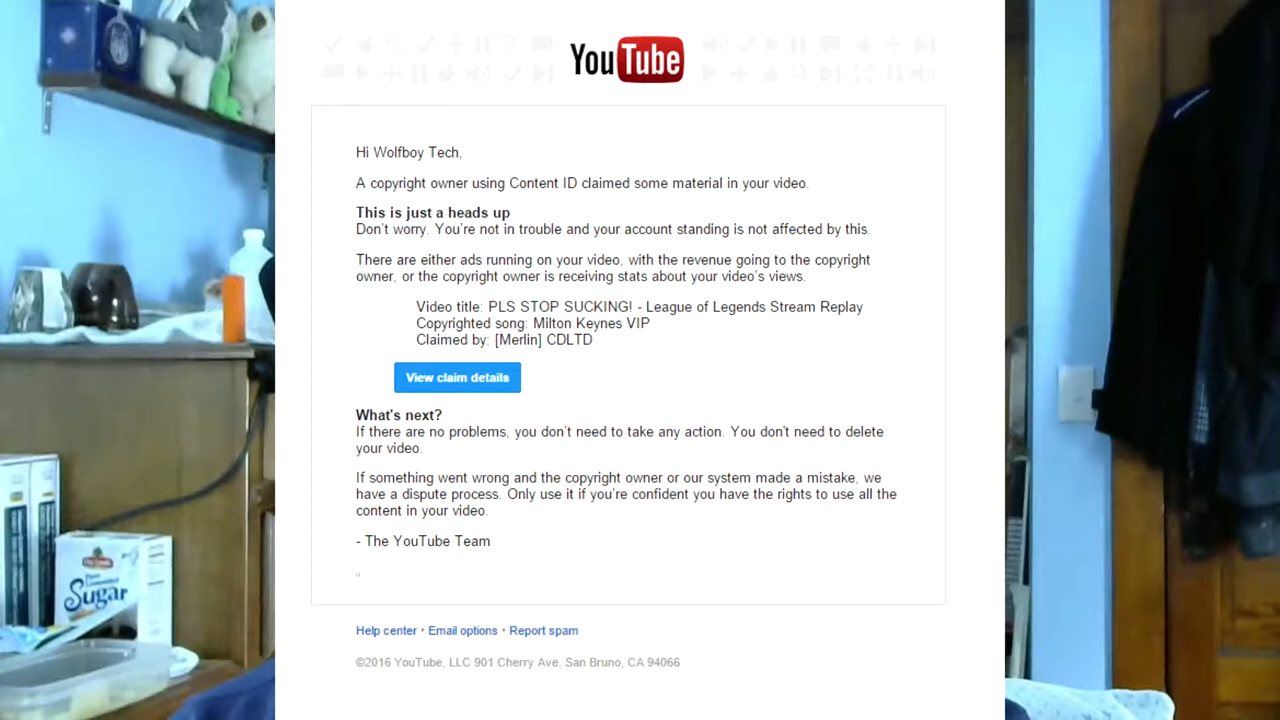 YouTube
Hi Wolfboy Tech,
A copyright owner using Content ID claimed some material in your video.
This is just a heads up
Don't worry. You're not in trouble and your account standing is not affected by this.
There are either ads running on your video, with the revenue going to the copyright
owner, or the copyright owner is receiving stats about your video's views.
Video title: PLS STOP SUCKING! - League of Legends Stream Replay
Copyrighted song: Milton Keynes VIP
Claimed by: [Merlin] CDLTD
View claim details
What's next?
If there are no problems, you don't need to take any action. You don't need to delete
your video.
If something went wrong and the copyright owner or our system made a mistake, we
have a dispute process. Only use it if you're confident you have the rights to use all the
content in your video.
- The YouTube Team
Sugar
Help center • Email options • Report spam
©2016 YouTube, LLC 901 Cherry Ave, San Bruno, CA 94066